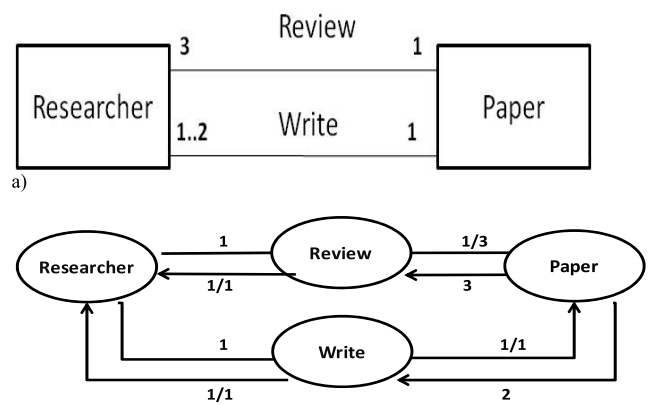 Review
3 1
Researcher Paper
1..2 Write 1
a)
1 Review 1/3
Researcher Paper
1/1 3
1 Write 1/1
1/1 2